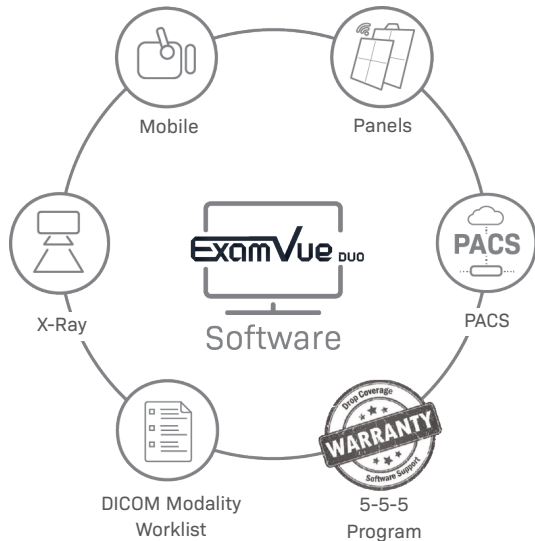 Mobile
Panels
X-Ray
ExamVue DUO
Software
PACS
PACS
DICOM Modality
Worklist
Drop Coverage
WARRANTY
Software Support
5-5-5
Program